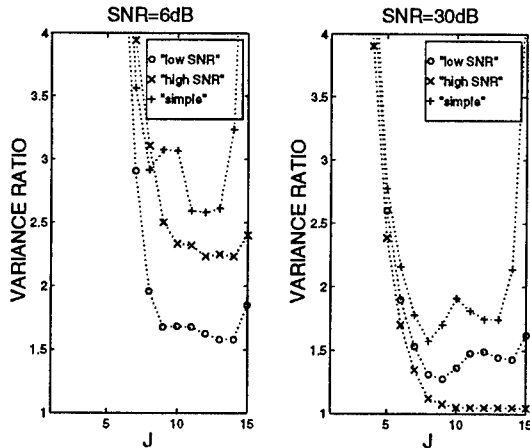 SNR=6dB
4
3.5
3
2.5
2
1.5
1
5
10
15
J
VARIANCE RATIO
"low SNR"
"high SNR"
"simple"
SNR=30dB
4
3.5
3
2.5
2
1.5
1
5
10
15
J
VARIANCE RATIO
"low SNR"
"high SNR"
"simple"